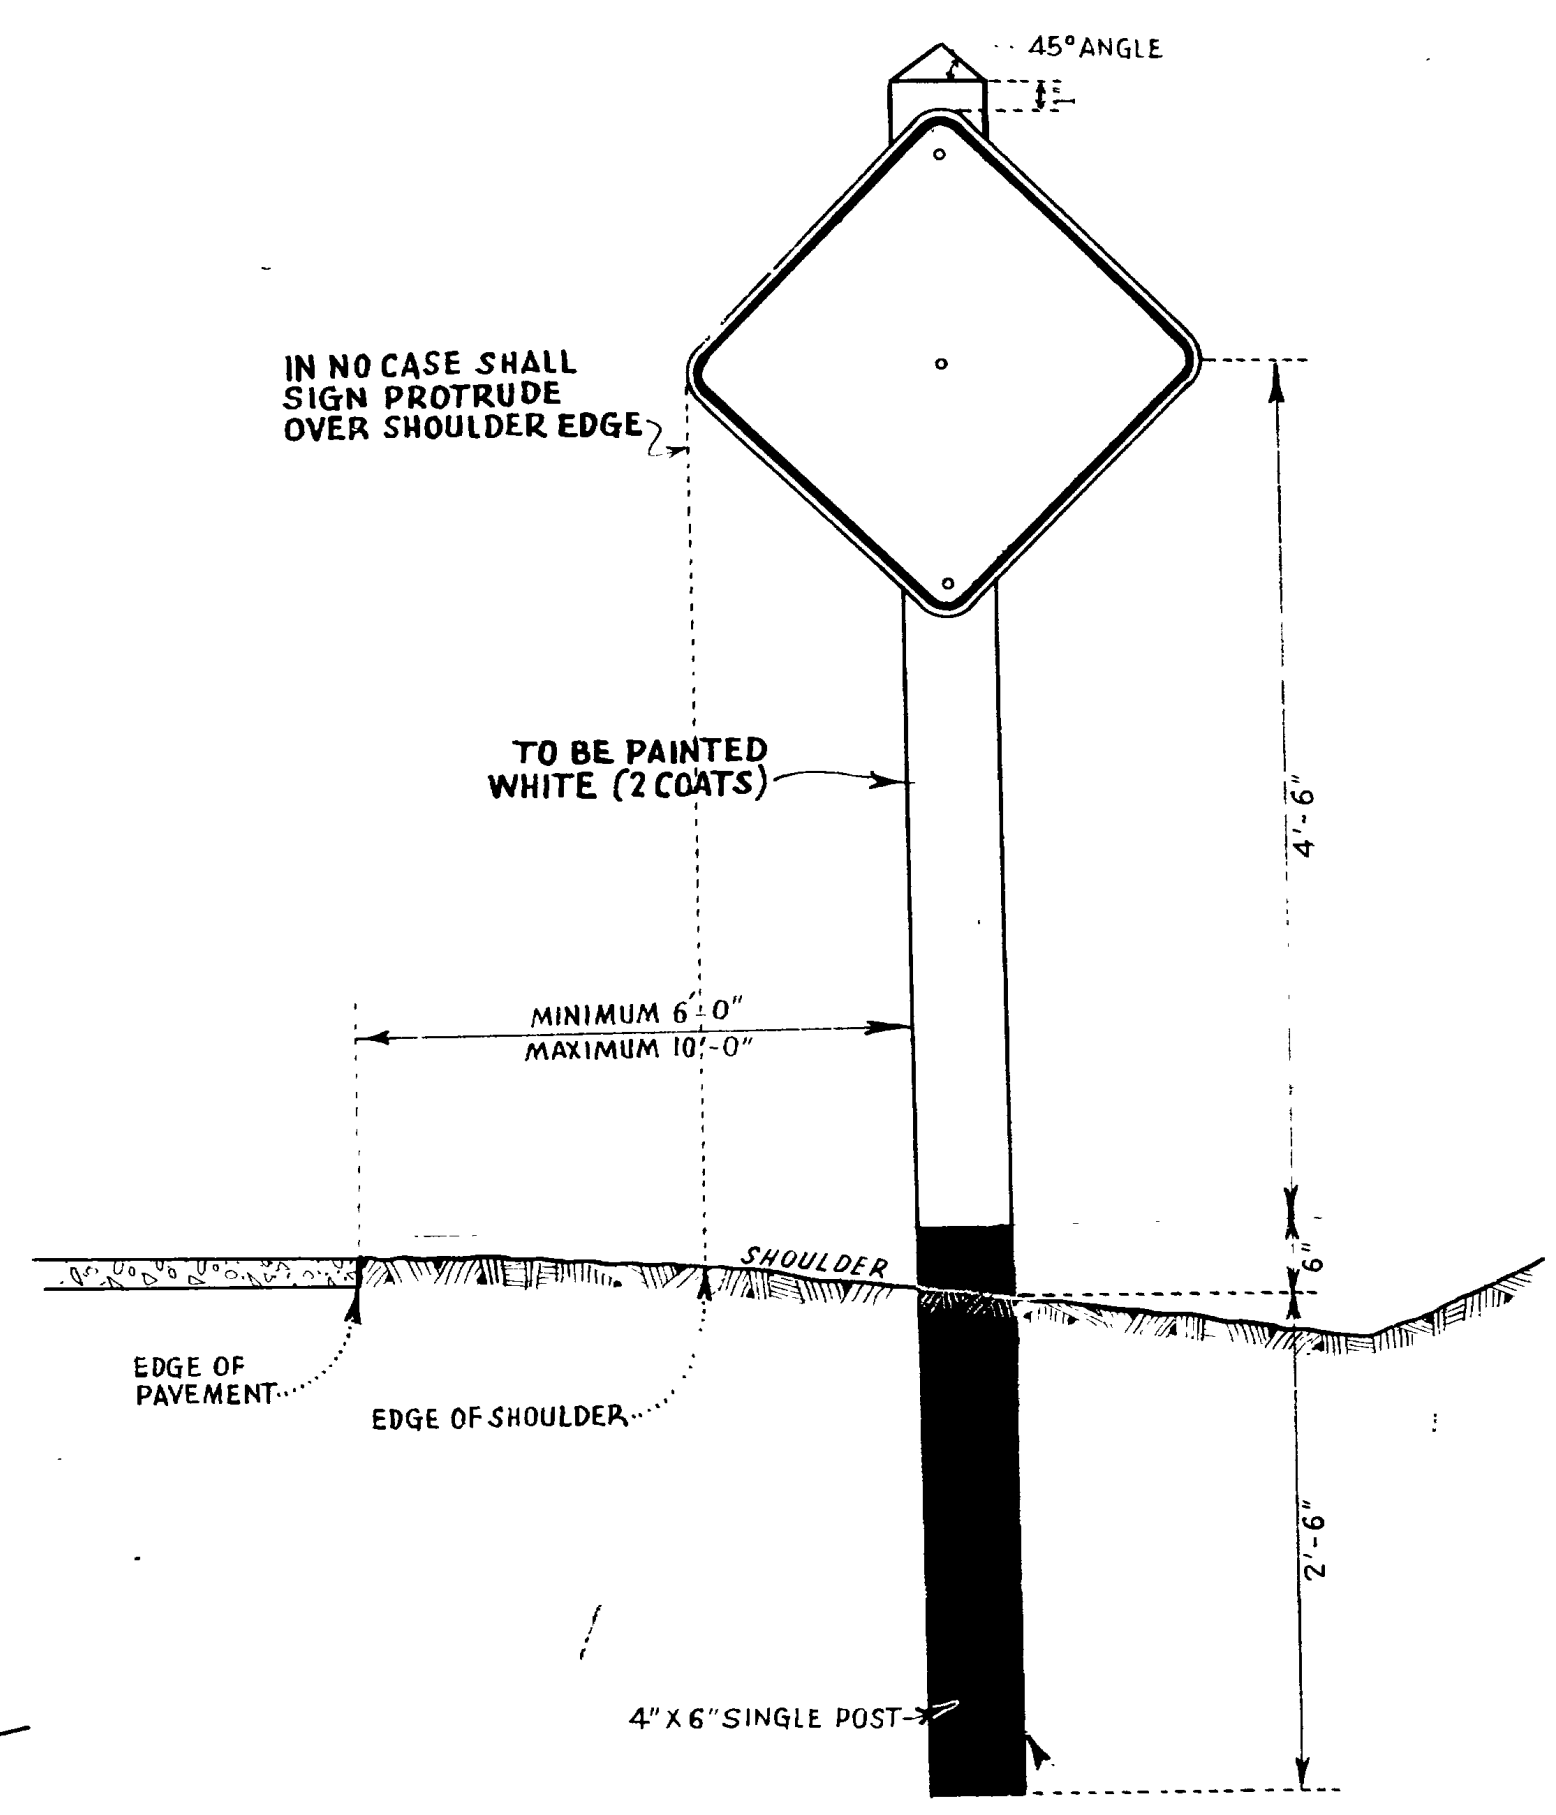 45° ANGLE
1"
IN NO CASE SHALL
SIGN PROTRUDE
OVER SHOULDER EDGE
TO BE PAINTED
WHITE (2 COATS)
4'-6"
MINIMUM 6'-0"
MAXIMUM 10'-0"
SHOULDER
6"
EDGE OF
PAVEMENT
EDGE OF SHOULDER
2'-6"
4" X 6" SINGLE POST